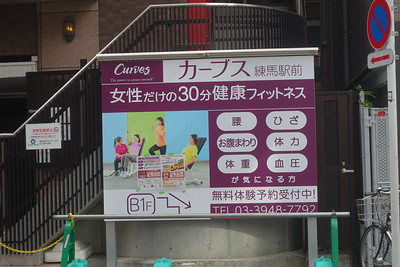 Curves
The power to amaze yourself.
カーブス 練馬駅前
女性だけの30分健康フィットネス
腰 ひざ
お腹まわり 体力
体重 血圧
が気になる方
無料体験予約受付中!
B1F
TEL 03-3948-7792